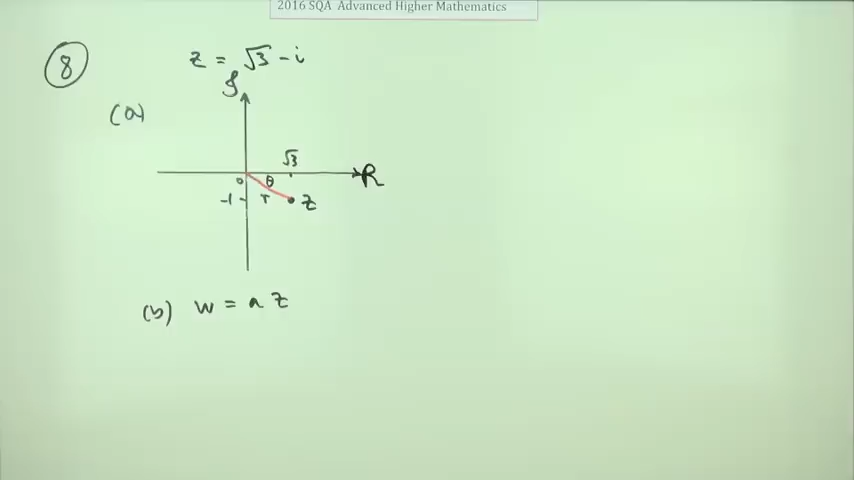 2016 SQA Advanced Higher Mathematics
8
z = √3 - i
(a)
ℑ
√3
R
0
θ
-1
r
z
(b) w = a z